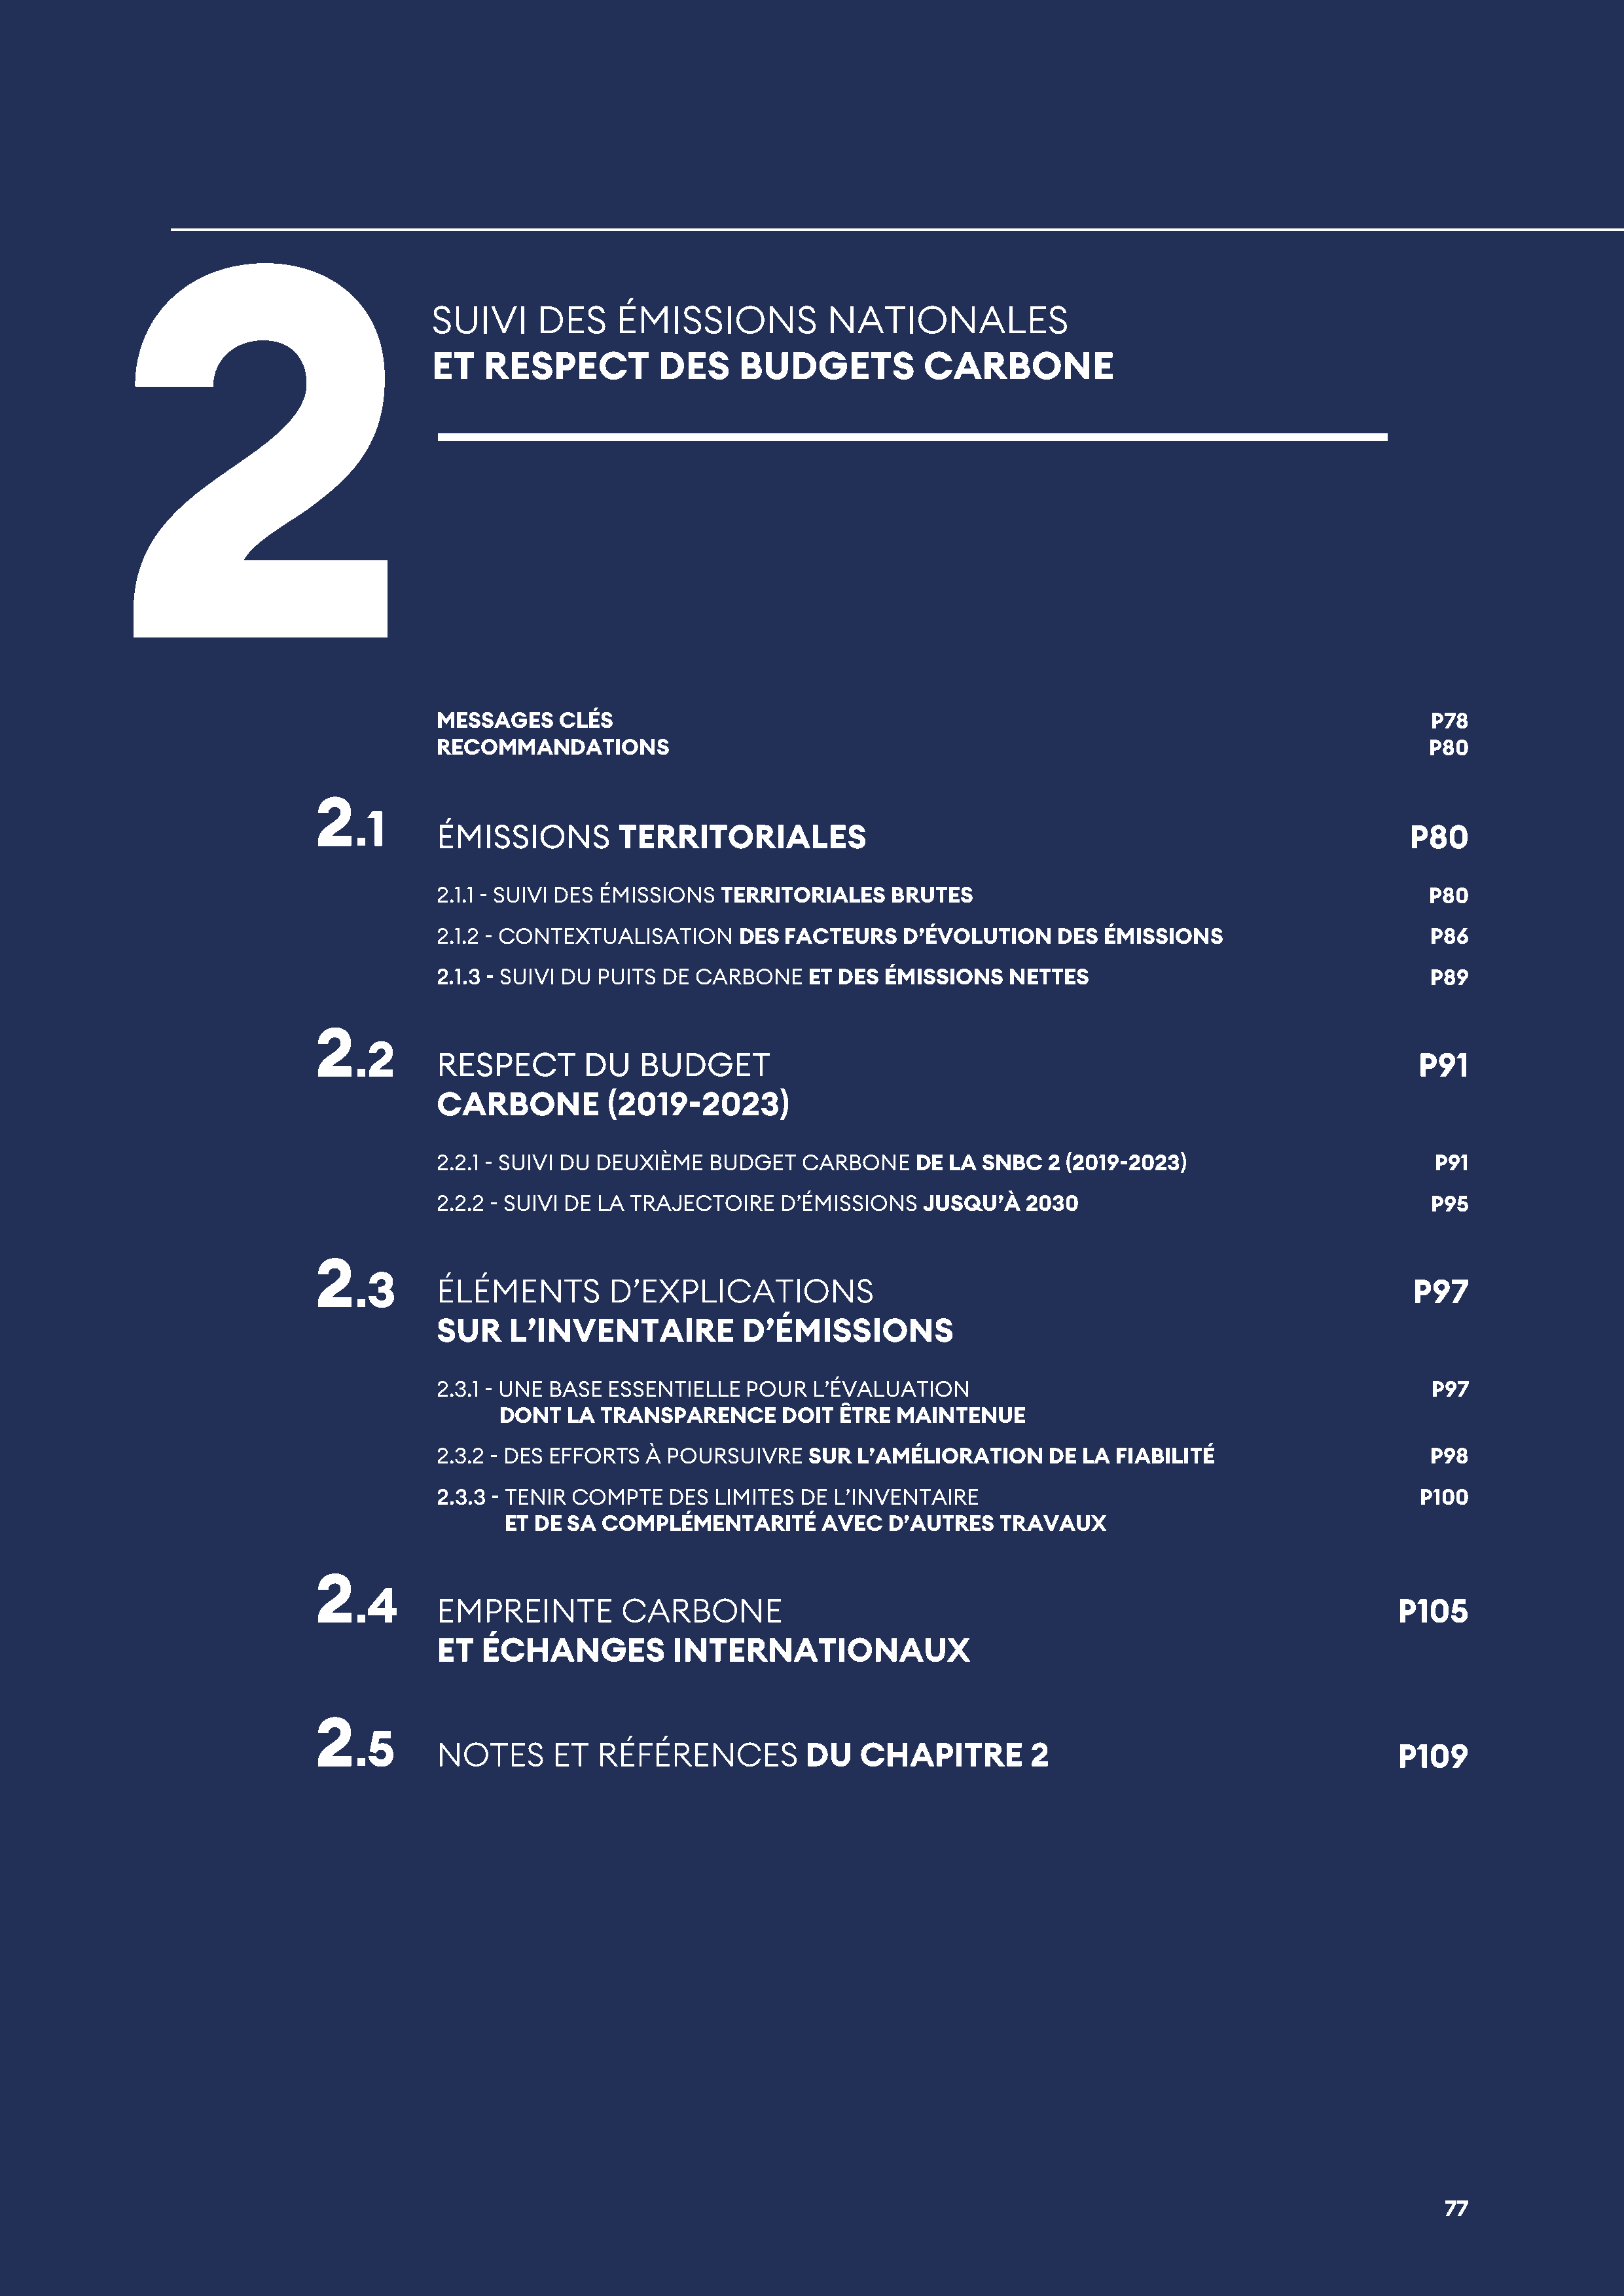 2
SUIVI DES ÉMISSIONS NATIONALES
ET RESPECT DES BUDGETS CARBONE
MESSAGES CLÉS P78
RECOMMANDATIONS P80
2.1 ÉMISSIONS TERRITORIALES P80
2.1.1 - SUIVI DES ÉMISSIONS TERRITORIALES BRUTES P80
2.1.2 - CONTEXTUALISATION DES FACTEURS D’ÉVOLUTION DES ÉMISSIONS P86
2.1.3 - SUIVI DU PUITS DE CARBONE ET DES ÉMISSIONS NETTES P89
2.2 RESPECT DU BUDGET P91
CARBONE (2019-2023)
2.2.1 - SUIVI DU DEUXIÈME BUDGET CARBONE DE LA SNBC 2 (2019-2023) P91
2.2.2 - SUIVI DE LA TRAJECTOIRE D’ÉMISSIONS JUSQU’À 2030 P95
2.3 ÉLÉMENTS D’EXPLICATIONS P97
SUR L’INVENTAIRE D’ÉMISSIONS
2.3.1 - UNE BASE ESSENTIELLE POUR L’ÉVALUATION P97
DONT LA TRANSPARENCE DOIT ÊTRE MAINTENUE
2.3.2 - DES EFFORTS À POURSUIVRE SUR L’AMÉLIORATION DE LA FIABILITÉ P98
2.3.3 - TENIR COMPTE DES LIMITES DE L’INVENTAIRE P100
ET DE SA COMPLÉMENTARITÉ AVEC D’AUTRES TRAVAUX
2.4 EMPREINTE CARBONE P105
ET ÉCHANGES INTERNATIONAUX
2.5 NOTES ET RÉFÉRENCES DU CHAPITRE 2 P109
77